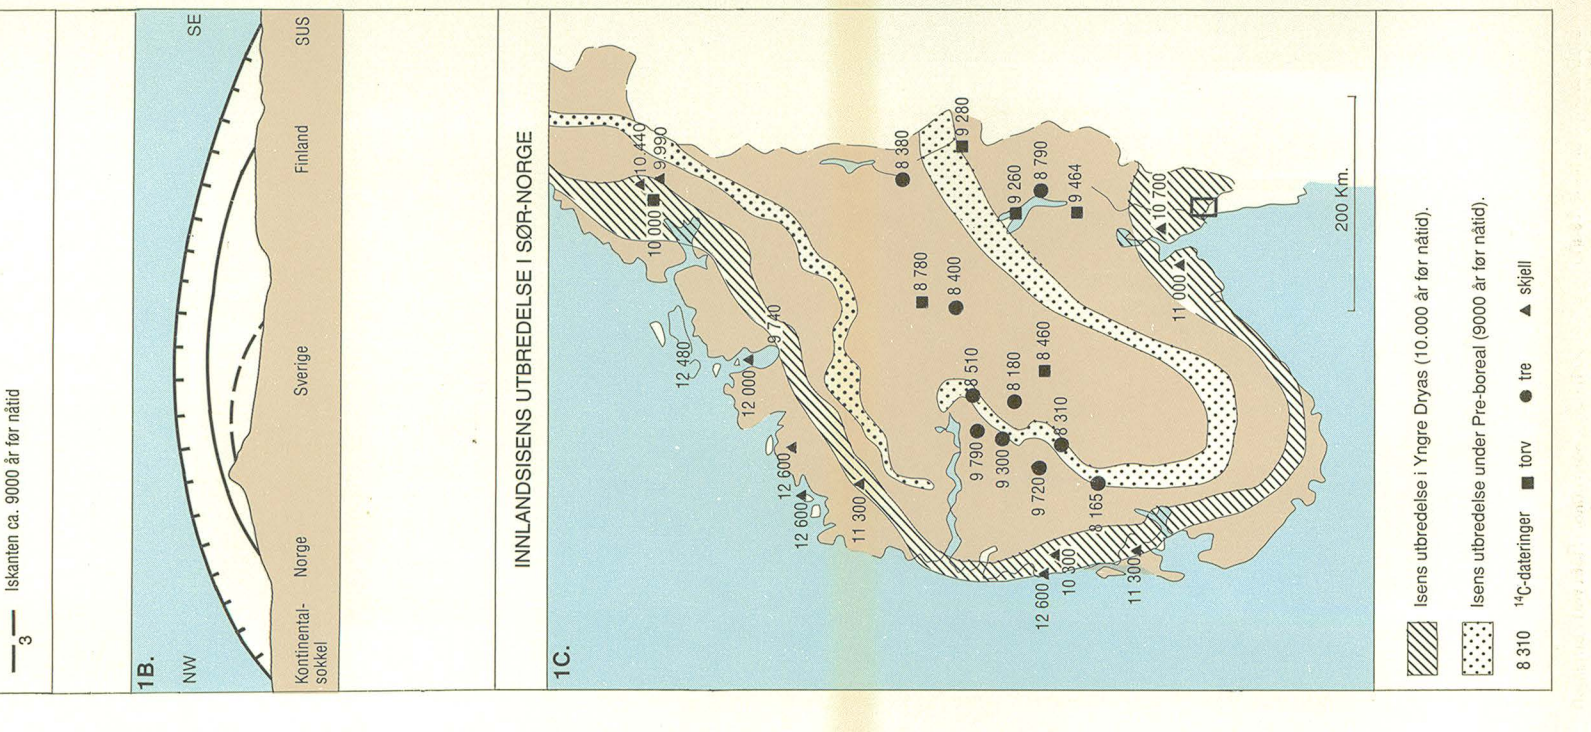 3 Iskanten ca. 9000 år før nåtid
1B.
NW
SE
Kontinental-
sokkel
Norge
Sverige
Finland
SUS
INNLANDSISENS UTBREDELSE I SØR-NORGE
1C.
10 000
10 440
9 990
12 480
12 000
9 740
12 600
12 600
11 300
8 380
8 780
8 400
9 280
9 790
8 510
9 300
8 180
9 260
8 790
9 720
8 460
8 310
9 464
12 600
10 300
8 165
11 300
11 000
10 700
200 Km.
Isens utbredelse i Yngre Dryas (10.000 år før nåtid).
Isens utbredelse under Pre-boreal (9000 år før nåtid).
8 310 ¹⁴C-dateringer torv tre skjell